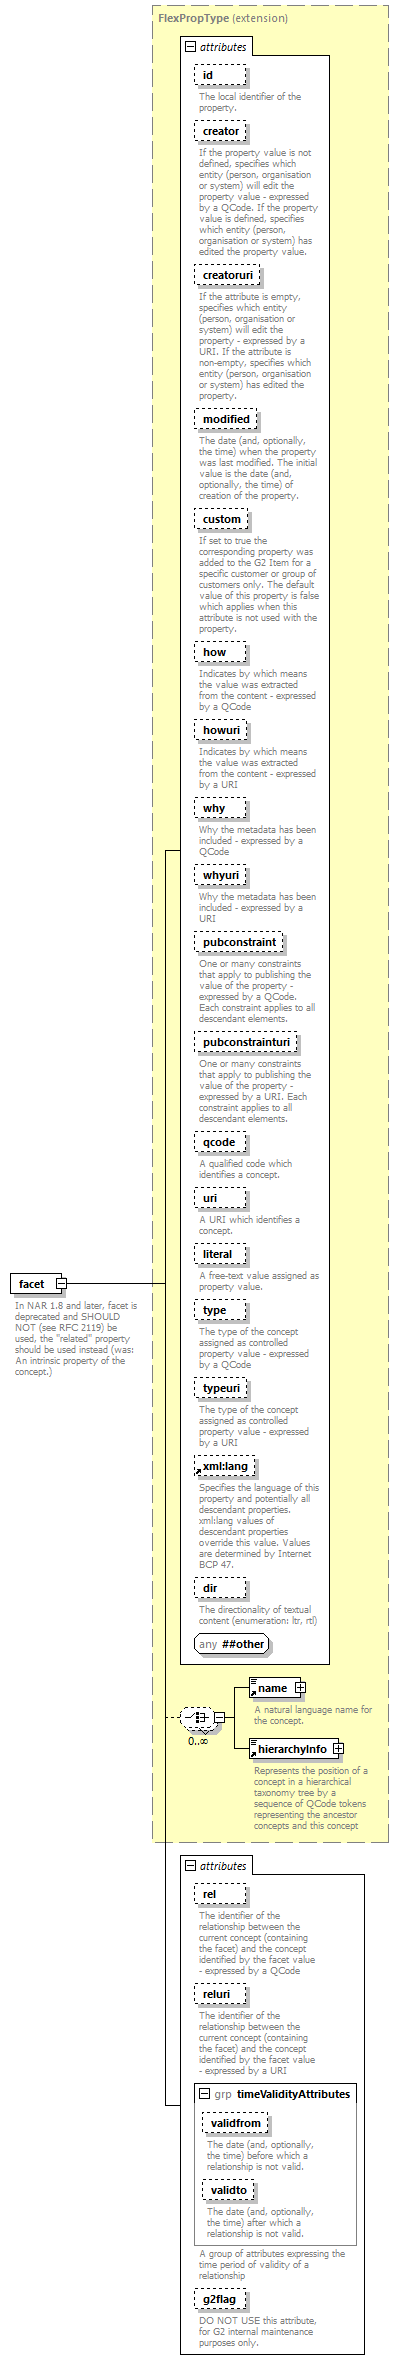 FlexPropType (extension)
attributes
id
The local identifier of the
property.
creator
If the property value is not
defined, specifies which
entity (person, organisation
or system) will edit the
property value - expressed
by a QCode. If the property
value is defined, specifies
which entity (person,
organisation or system) has
edited the property value.
creatoruri
If the attribute is empty,
specifies which entity
(person, organisation or
system) will edit the
property - expressed by a
URI. If the attribute is
non-empty, specifies which
entity (person, organisation
or system) has edited the
property.
modified
The date (and, optionally,
the time) when the property
was last modified. The initial
value is the date (and,
optionally, the time) of
creation of the property.
custom
If set to true the
corresponding property was
added to the G2 Item for a
specific customer or group of
customers only. The default
value of this property is false
which applies when this
attribute is not used with the
property.
how
Indicates by which means
the value was extracted
from the content - expressed
by a QCode
howuri
Indicates by which means
the value was extracted
from the content - expressed
by a URI
why
Why the metadata has been
included - expressed by a
QCode
whyuri
Why the metadata has been
included - expressed by a
URI
pubconstraint
One or many constraints
that apply to publishing the
value of the property -
expressed by a QCode.
Each constraint applies to all
descendant elements.
pubconstrainturi
One or many constraints
that apply to publishing the
value of the property -
expressed by a URI. Each
constraint applies to all
descendant elements.
qcode
A qualified code which
identifies a concept.
uri
A URI which identifies a
concept.
literal
A free-text value assigned as
property value.
type
The type of the concept
assigned as controlled
property value - expressed
by a QCode
typeuri
The type of the concept
assigned as controlled
property value - expressed
by a URI
xml:lang
Specifies the language of this
property and potentially all
descendant properties.
xml:lang values of
descendant properties
override this value. Values
are determined by Internet
BCP 47.
dir
The directionality of textual
content (enumeration: ltr, rtl)
any ##other
facet
In NAR 1.8 and later, facet is
deprecated and SHOULD
NOT (see RFC 2119) be
used, the "related" property
should be used instead (was:
An intrinsic property of the
concept.)
0..∞
name
A natural language name for
the concept.
hierarchyInfo
Represents the position of a
concept in a hierarchical
taxonomy tree by a
sequence of QCode tokens
representing the ancestor
concepts and this concept
attributes
rel
The identifier of the
relationship between the
current concept (containing
the facet) and the concept
identified by the facet value
- expressed by a QCode
reluri
The identifier of the
relationship between the
current concept (containing
the facet) and the concept
identified by the facet value
- expressed by a URI
grp timeValidityAttributes
validfrom
The date (and, optionally,
the time) before which a
relationship is not valid.
validto
The date (and, optionally,
the time) after which a
relationship is not valid.
A group of attributes expressing the
time period of validity of a
relationship
g2flag
DO NOT USE this attribute,
for G2 internal maintenance
purposes only.